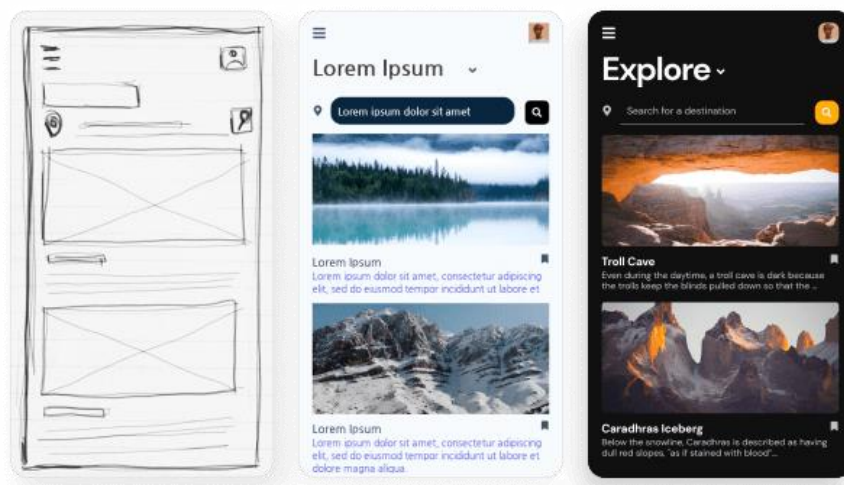 Lorem Ipsum
Lorem ipsum dolor sit amet
Lorem Ipsum
Lorem ipsum dolor sit amet, consectetur adipiscing
elit, sed do eiusmod tempor incididunt ut labore et
Lorem Ipsum
Lorem ipsum dolor sit amet, consectetur adipiscing
elit, sed do eiusmod tempor incididunt ut labore et
dolore magna aliqua.
Explore
Search for a destination
Troll Cave
Even during the daytime, a troll cave is dark because
the trolls keep the blinds pulled down so that the ...
Caradhras Iceberg
Below the snowline, Caradhras is described as having
dull red slopes, "as if stained with blood"...